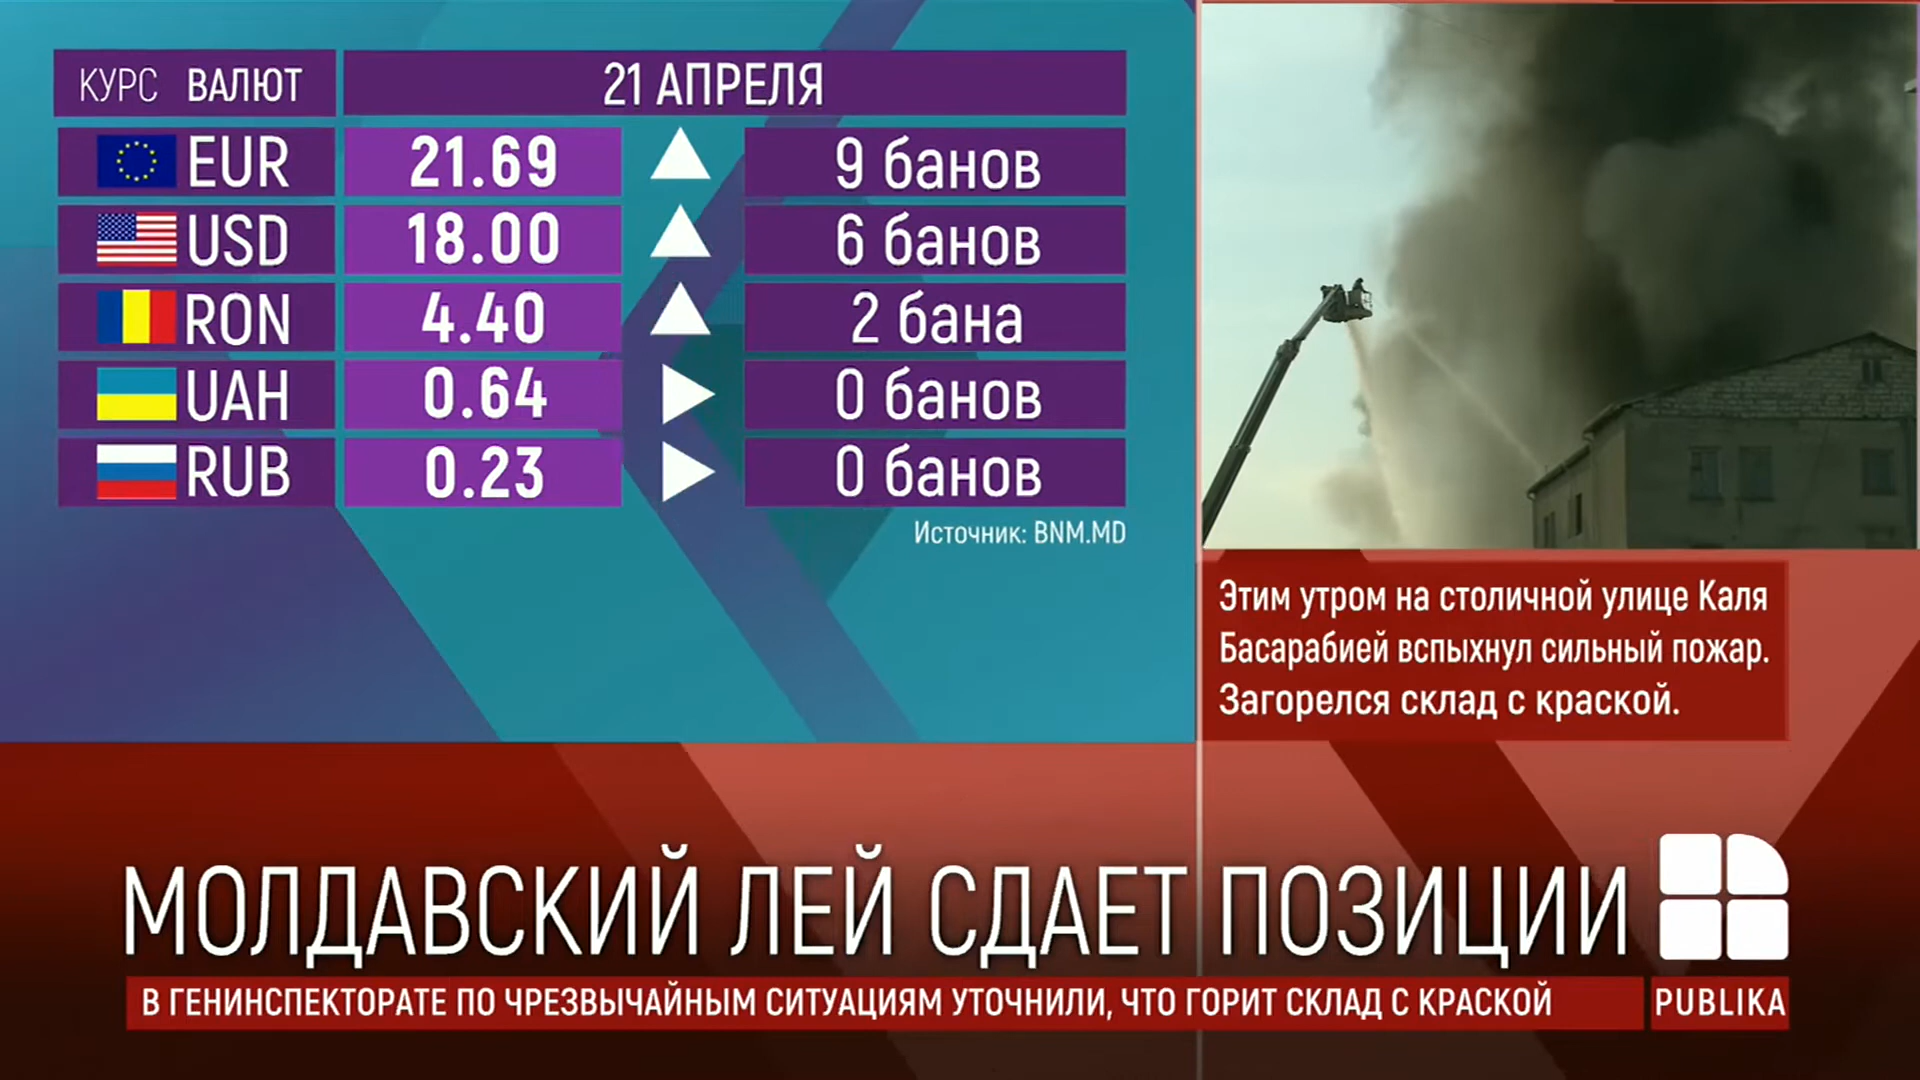 КУРС ВАЛЮТ 21 АПРЕЛЯ
EUR 21.69 9 банов
USD 18.00 6 банов
RON 4.40 2 бана
UAH 0.64 0 банов
RUB 0.23 0 банов
Источник: BNM.MD
Этим утром на столичной улице Каля
Басарабией вспыхнул сильный пожар.
Загорелся склад с краской.
МОЛДАВСКИЙ ЛЕЙ СДАЕТ ПОЗИЦИИ
В ГЕНИНСПЕКТОРАТЕ ПО ЧРЕЗВЫЧАЙНЫМ СИТУАЦИЯМ УТОЧНИЛИ, ЧТО ГОРИТ СКЛАД С КРАСКОЙ
PUBLIKA